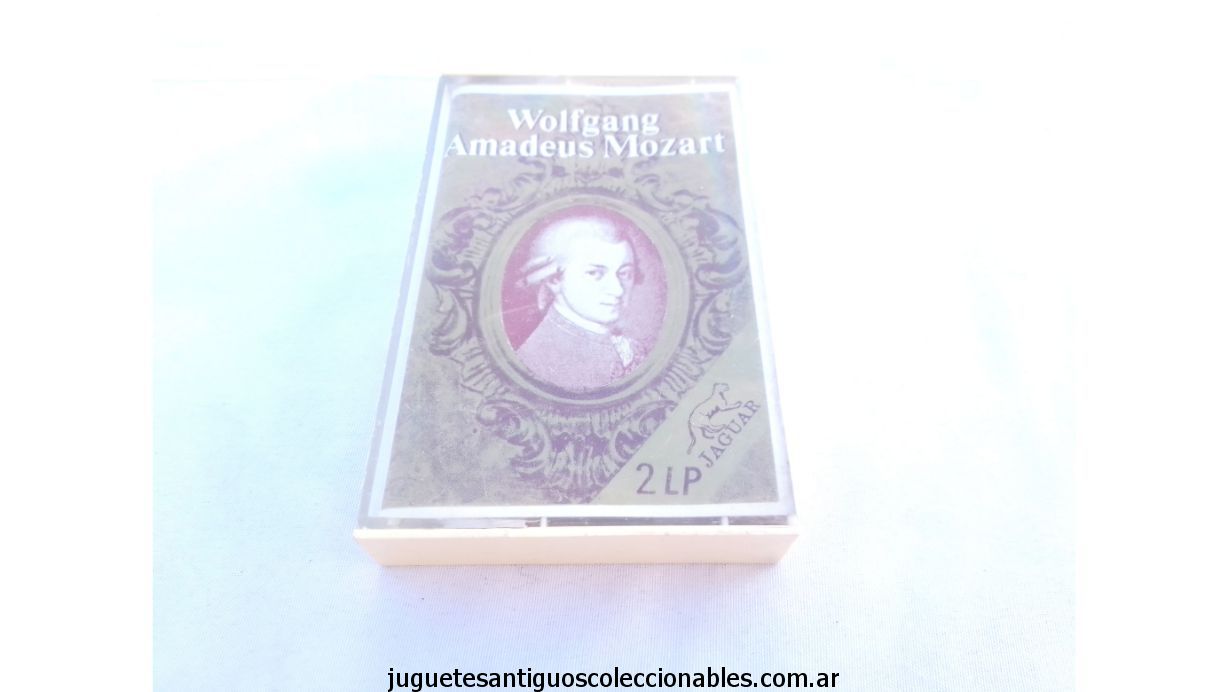 Wolfgang
Amadeus Mozart
JAGUAR
2 LP
juguetesantiguoscoleccionables.com.ar